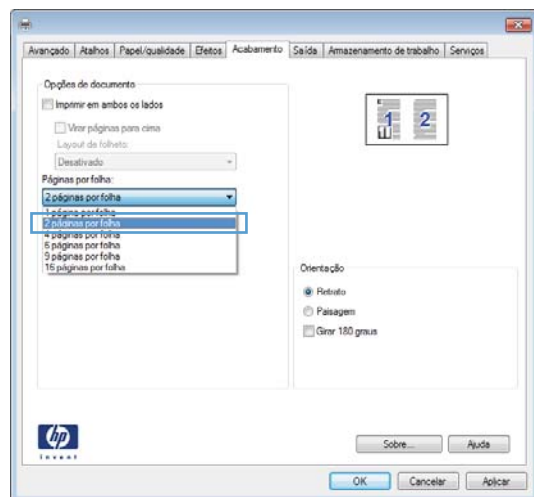 Avançado Atalhos Papel/qualidade Efeitos Acabamento Saída Armazenamento de trabalho Serviços
Opções de documento
Imprimir em ambos os lados
Virar páginas para cima
Layout de folheto:
Desativado
Páginas por folha:
2 páginas por folha
1 página por folha
2 páginas por folha
4 páginas por folha
6 páginas por folha
9 páginas por folha
16 páginas por folha
1 2
Orientação
Retrato
Paisagem
Girar 180 graus
hp
invent
Sobre... Ajuda
OK Cancelar Aplicar